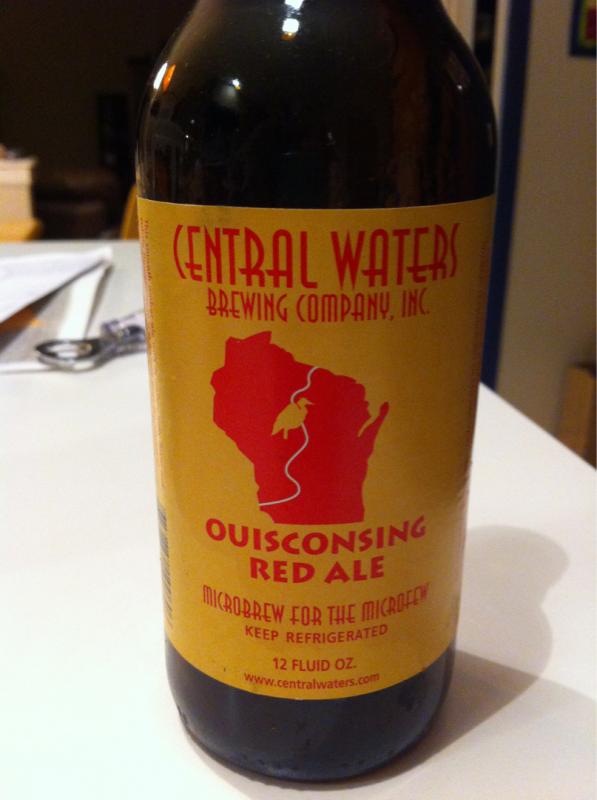 CENTRAL WATERS
BREWING COMPANY, INC.
OUISCONSING
RED ALE
MICROBREW FOR THE MICROFEW
KEEP REFRIGERATED
12 FLUID OZ.
www.centralwaters.com